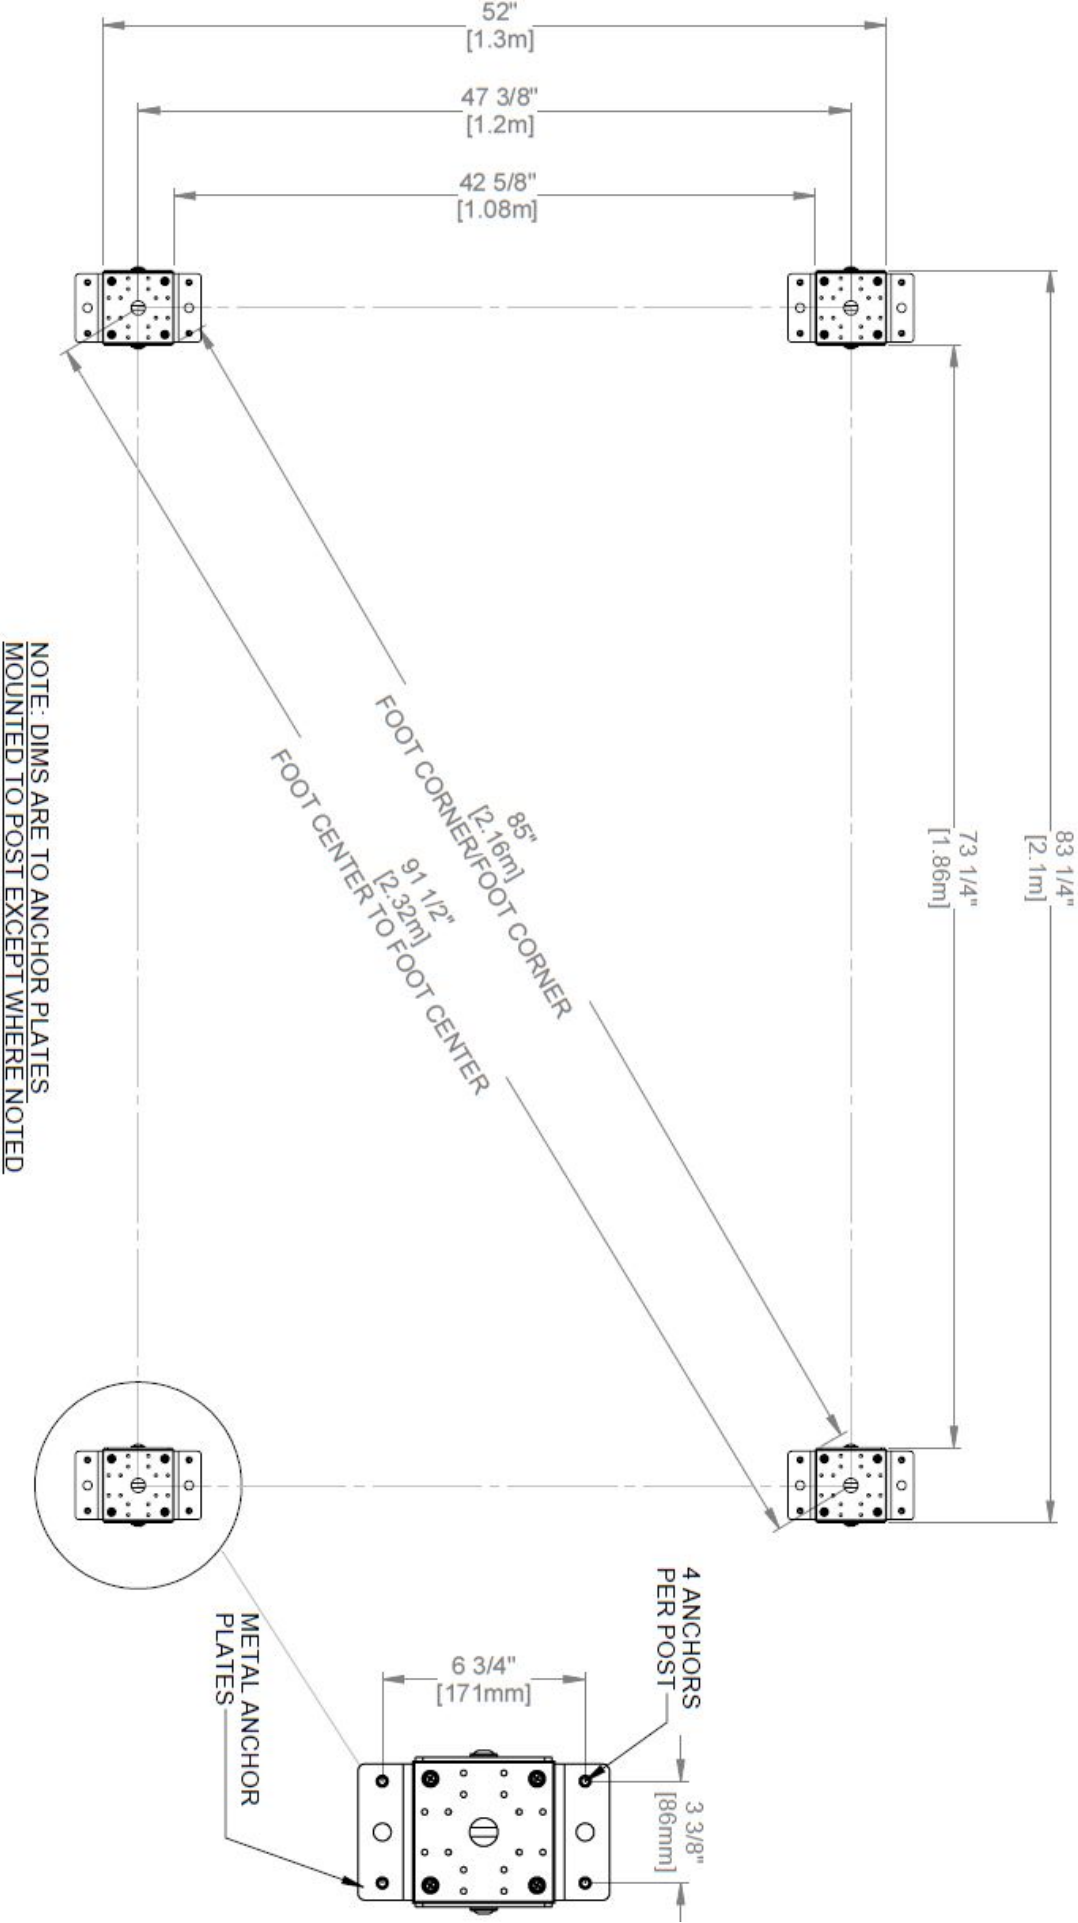 52"
[1.3m]
47 3/8"
[1.2m]
42 5/8"
[1.08m]
83 1/4"
[2.1m]
73 1/4"
[1.86m]
85"
[2.16m]
FOOT CORNER/FOOT CORNER
91 1/2"
[2.32m]
FOOT CENTER TO FOOT CENTER
NOTE: DIMS ARE TO ANCHOR PLATES
MOUNTED TO POST EXCEPT WHERE NOTED
4 ANCHORS
PER POST
METAL ANCHOR
PLATES
6 3/4"
[171mm]
3 3/8"
[86mm]